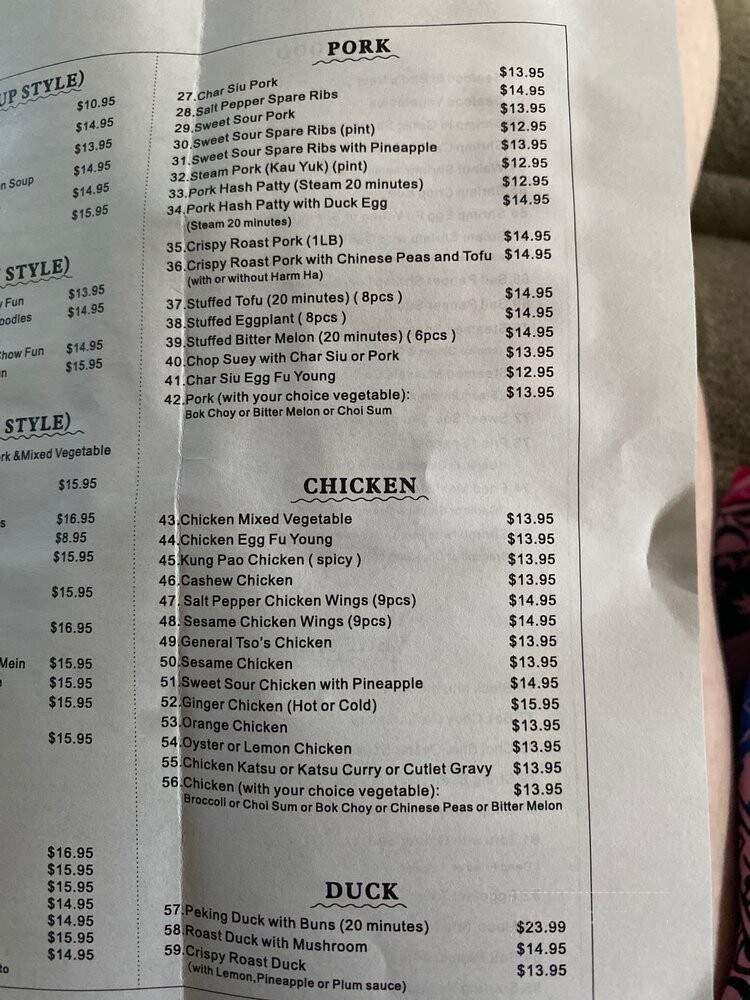 UP STYLE)
$10.95
$14.95
$13.95
$14.95
n Soup
$14.95
$15.95
STYLE)
Fun $13.95
oodles $14.95
how Fun $14.95
n $15.95
STYLE)
rk &Mixed Vegetable
$15.95
s $16.95
$8.95
$15.95
$15.95
$16.95
Mein $15.95
$15.95
$15.95
$15.95
$16.95
$15.95
$15.95
$14.95
$14.95
$15.95
$14.95
to
PORK
27.Char Siu Pork $13.95
28.Salt Pepper Spare Ribs $14.95
29.Sweet Sour Pork $13.95
30.Sweet Sour Spare Ribs (pint) $12.95
31.Sweet Sour Spare Ribs with Pineapple $13.95
32.Steam Pork (Kau Yuk) (pint) $12.95
33.Pork Hash Patty (Steam 20 minutes) $12.95
34.Pork Hash Patty with Duck Egg $14.95
(Steam 20 minutes)
35.Crispy Roast Pork (1LB) $14.95
36.Crispy Roast Pork with Chinese Peas and Tofu $14.95
(with or without Harm Ha)
37.Stuffed Tofu (20 minutes) ( 8pcs ) $14.95
38.Stuffed Eggplant ( 8pcs ) $14.95
39.Stuffed Bitter Melon (20 minutes) ( 6pcs ) $14.95
40.Chop Suey with Char Siu or Pork $13.95
41.Char Siu Egg Fu Young $12.95
42.Pork (with your choice vegetable): $13.95
Bok Choy or Bitter Melon or Choi Sum
CHICKEN
43.Chicken Mixed Vegetable $13.95
44.Chicken Egg Fu Young $13.95
45.Kung Pao Chicken ( spicy ) $13.95
46.Cashew Chicken $13.95
47. Salt Pepper Chicken Wings (9pcs) $14.95
48. Sesame Chicken Wings (9pcs) $14.95
49.General Tso's Chicken $13.95
50.Sesame Chicken $13.95
51.Sweet Sour Chicken with Pineapple $14.95
52.Ginger Chicken (Hot or Cold) $15.95
53.Orange Chicken $13.95
54.Oyster or Lemon Chicken $13.95
55.Chicken Katsu or Katsu Curry or Cutlet Gravy $13.95
56.Chicken (with your choice vegetable): $13.95
Broccoli or Choi Sum or Bok Choy or Chinese Peas or Bitter Melon
DUCK
57.Peking Duck with Buns (20 minutes) $23.99
58.Roast Duck with Mushroom $14.95
59.Crispy Roast Duck $13.95
(with Lemon,Pineapple or Plum sauce)